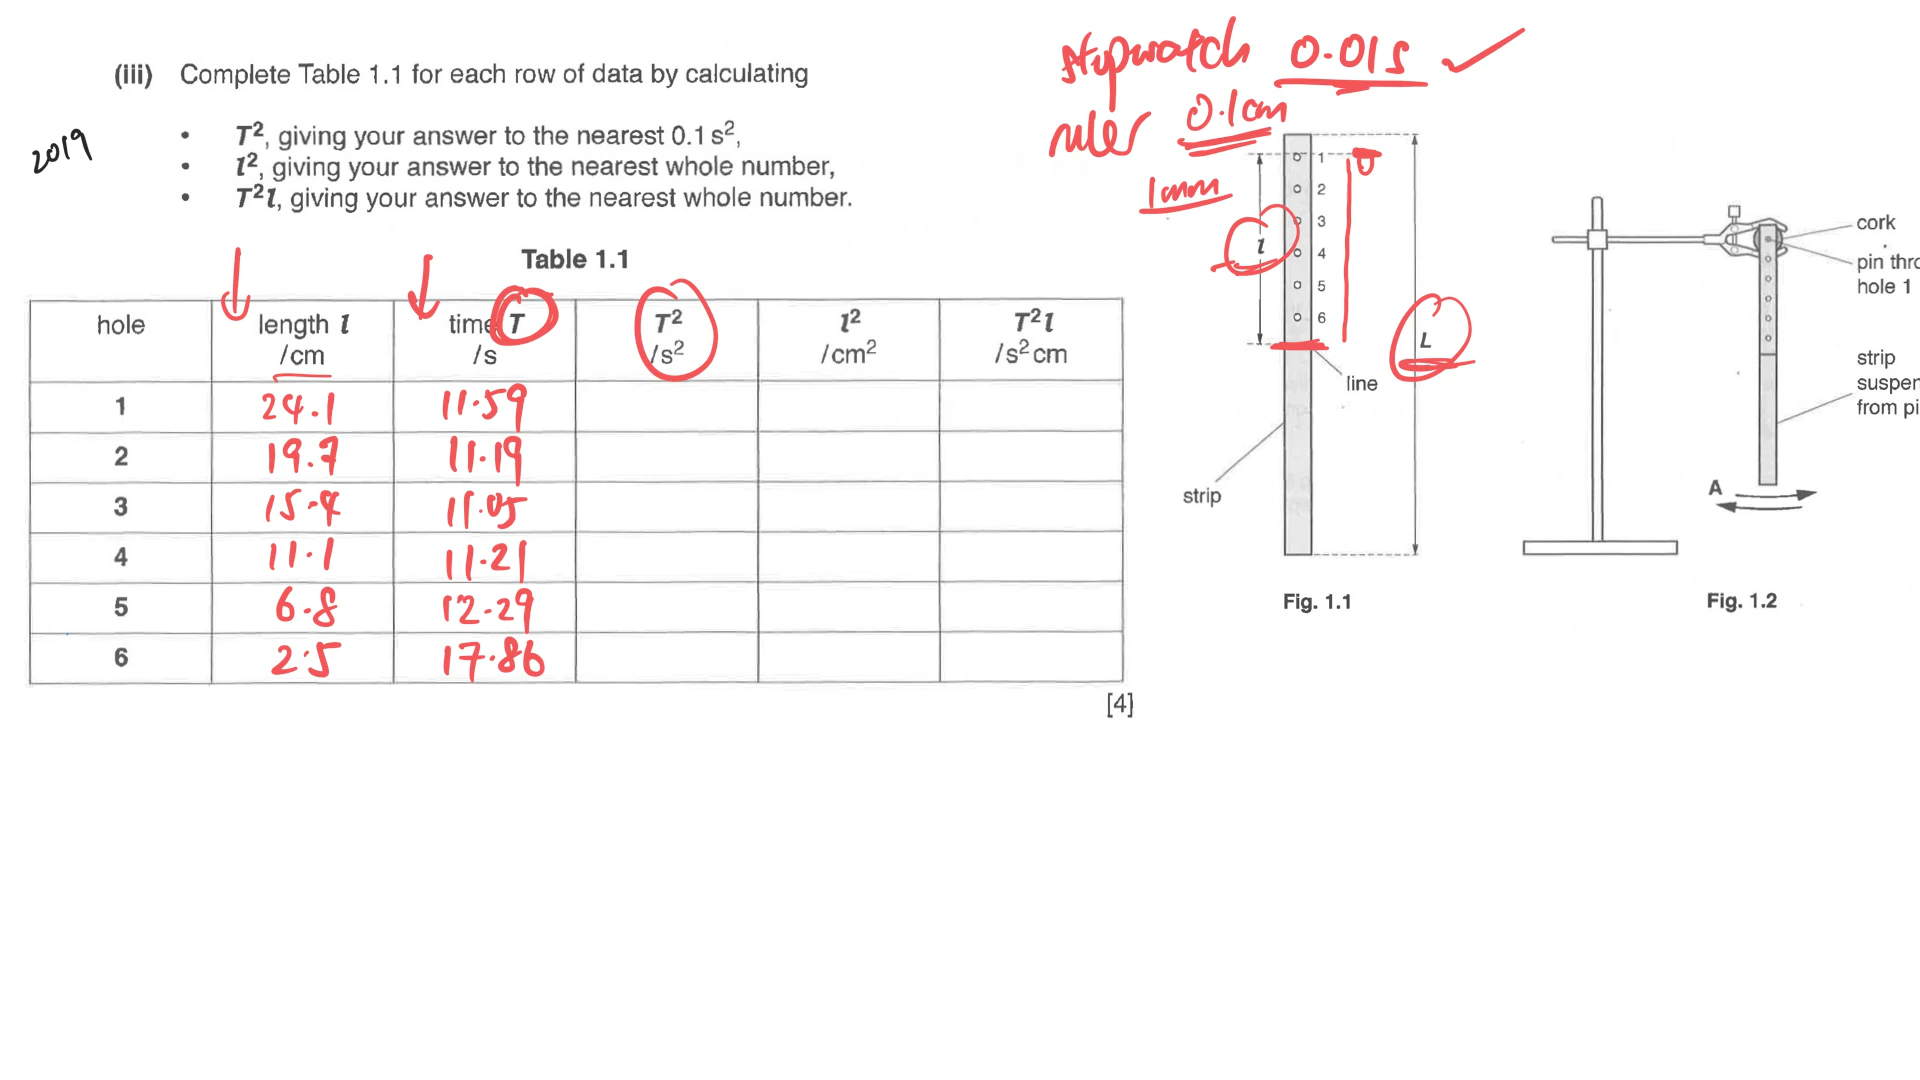 stopwatch 0.01s ✓
ruler 0.1cm
1mm
2019
(iii) Complete Table 1.1 for each row of data by calculating
• T², giving your answer to the nearest 0.1 s²,
• l², giving your answer to the nearest whole number,
• T²l, giving your answer to the nearest whole number.
Table 1.1
hole length l /cm time T /s T² /s² l² /cm² T²l /s² cm
1 24.1 11.59
2 19.7 11.19
3 15.4 11.05
4 11.1 11.21
5 6.8 12.29
6 2.5 17.86
[4]
1
0
2
3
l
4
5
6
L
line
strip
Fig. 1.1
cork
pin thro
hole 1
strip
suspen
from pi
A
Fig. 1.2